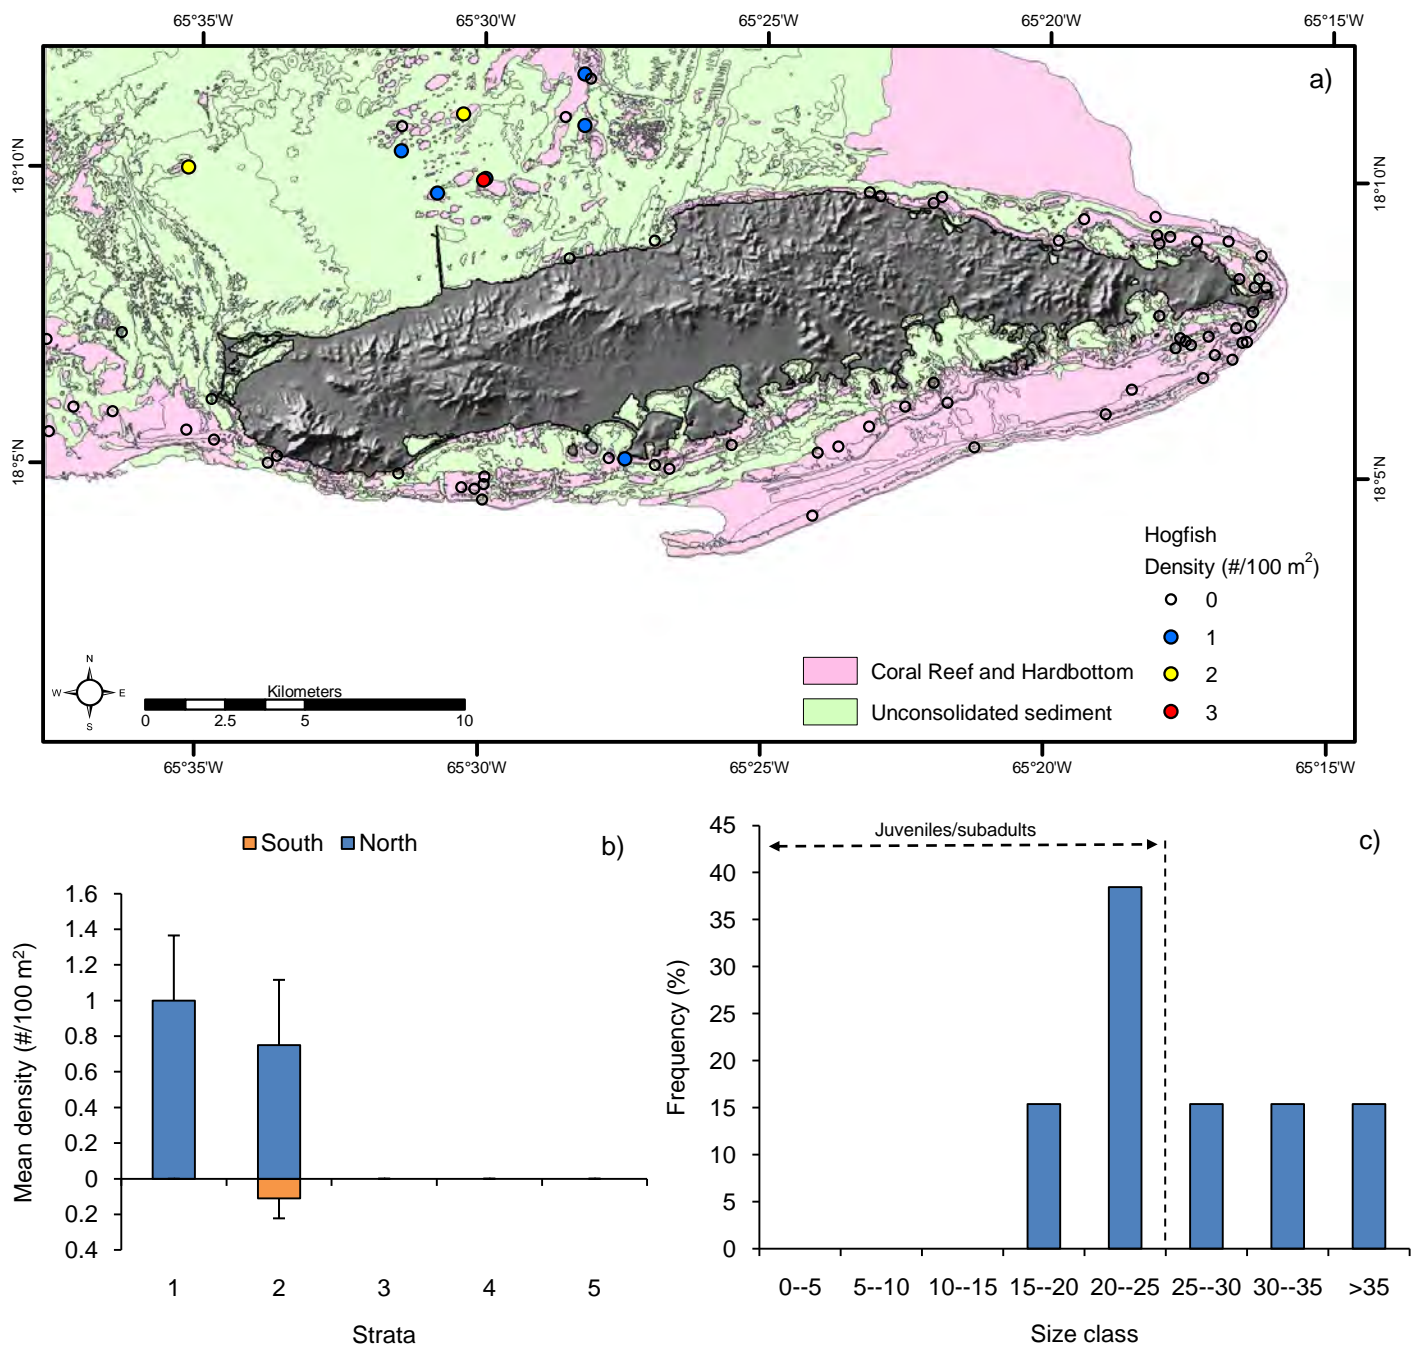 65°35'W 65°30'W 65°25'W 65°20'W 65°15'W
a)
18°10'N 18°10'N
18°5'N 18°5'N
Hogfish
Density (#/100 m²)
0
1
2
3
Coral Reef and Hardbottom
Unconsolidated sediment
N
W E
S
Kilometers
0 2.5 5 10
65°35'W 65°30'W 65°25'W 65°20'W 65°15'W
South North
b)
Mean density (#/100 m²)
1.6
1.4
1.2
1
0.8
0.6
0.4
0.2
0
0.2
0.4
1 2 3 4 5
Strata
c)
Juveniles/subadults
Frequency (%)
45
40
35
30
25
20
15
10
5
0
0--5 5--10 10--15 15--20 20--25 25--30 30--35 >35
Size class